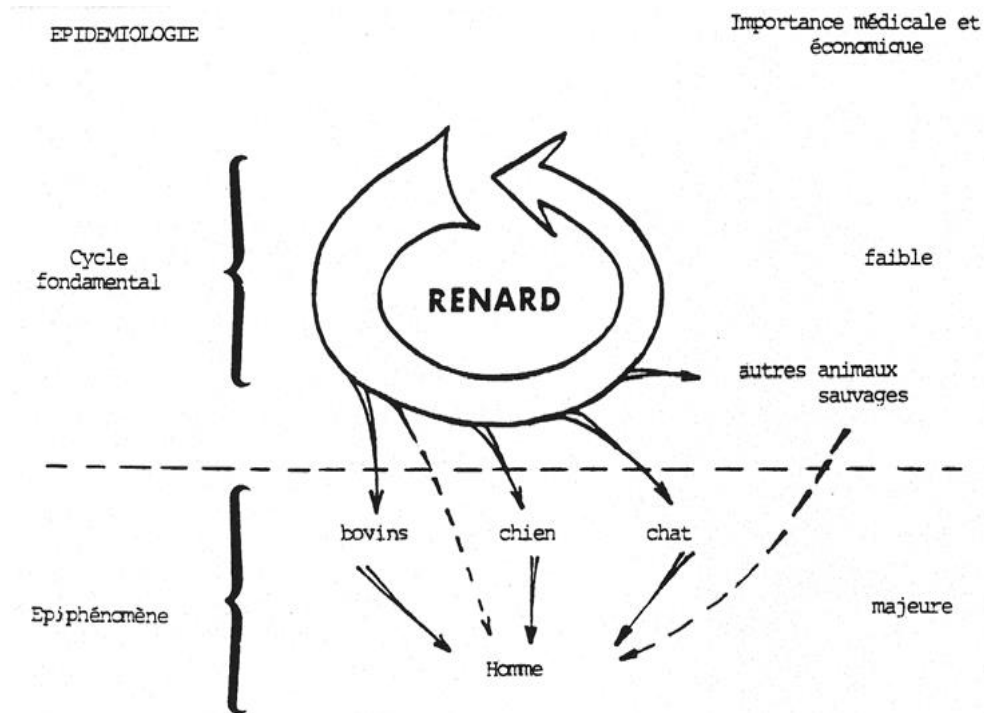 EPIDEMIOLOGIE
Importance médicale et
économique
Cycle
fondamental
RENARD
faible
autres animaux
sauvages
bovins
chien
chat
Epiphénomène
majeure
Homme